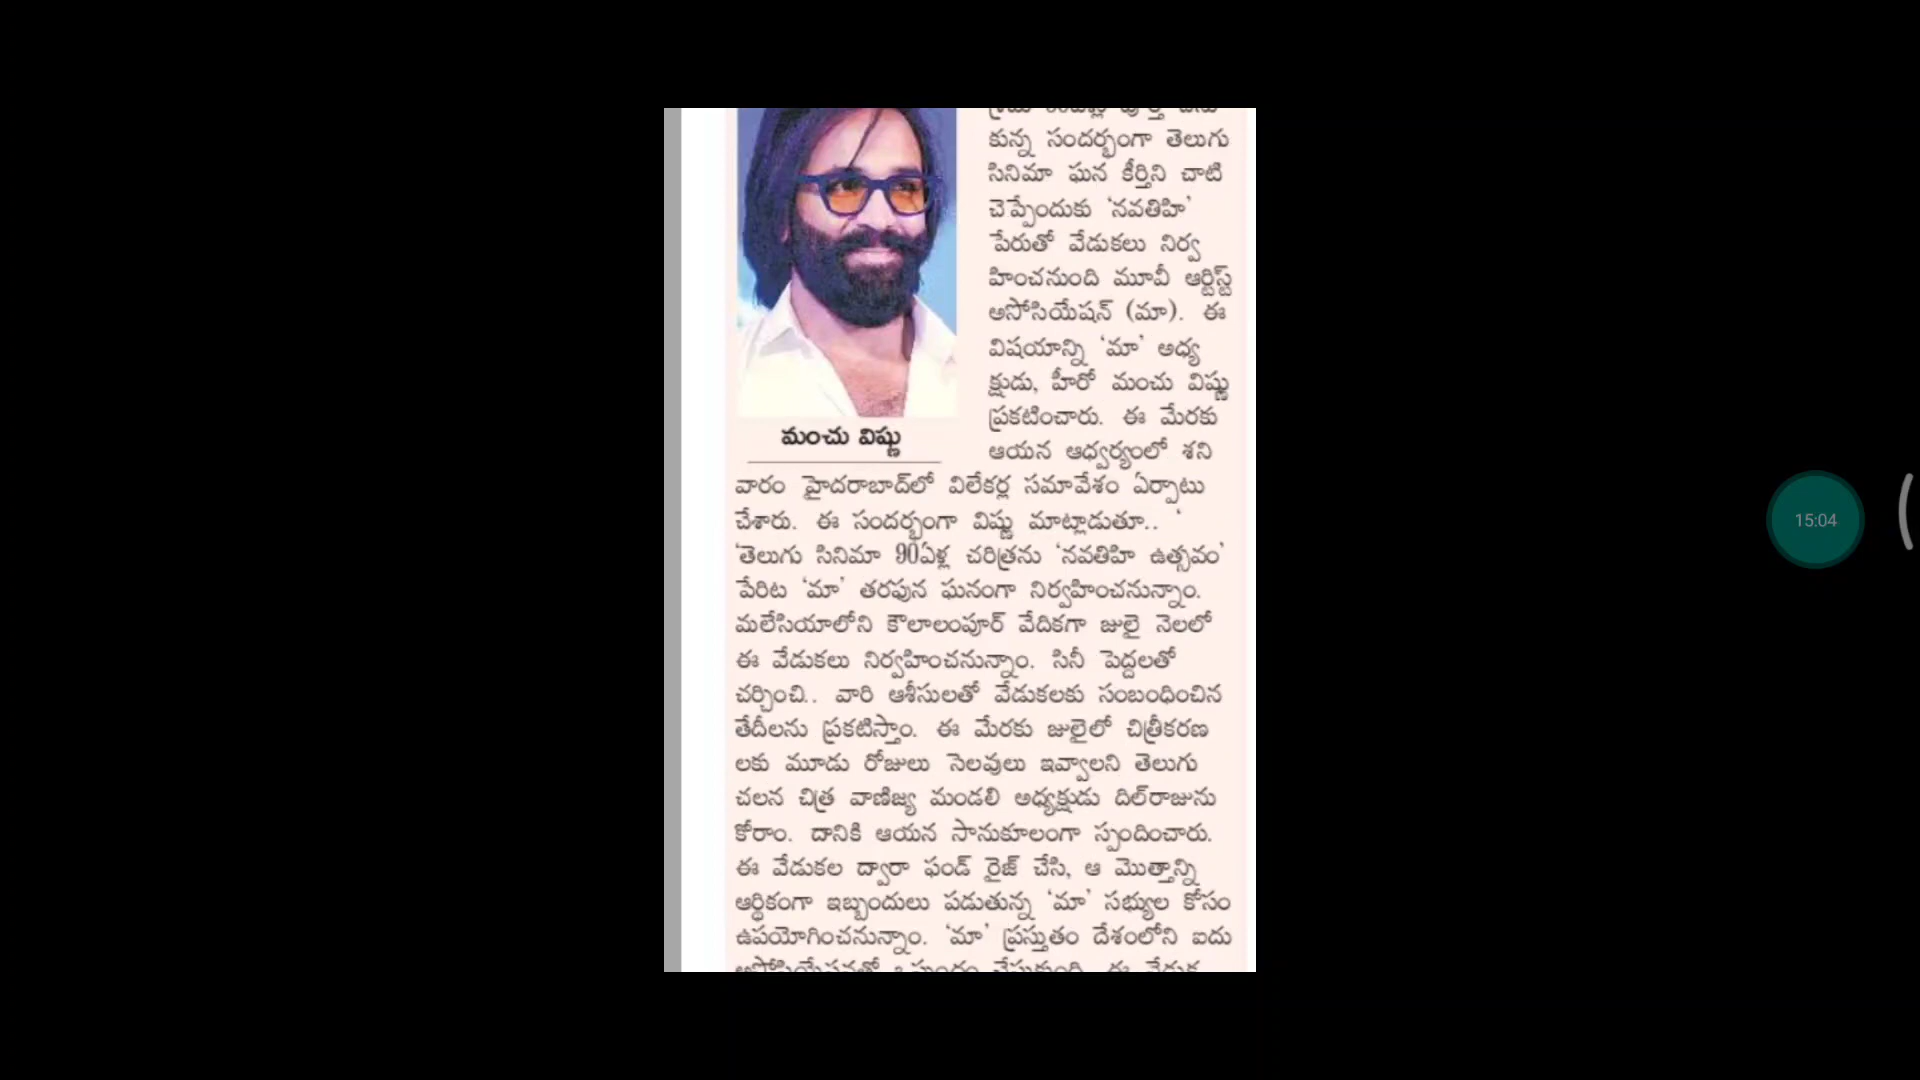 కున్న సందర్భంగా తెలుగు
సినిమా ఘన కీర్తిని చాటి
చెప్పేందుకు ‘నవతిహి’
పేరుతో వేడుకలు నిర్వ
హించనుంది మూవీ ఆర్టిస్ట్
అసోసియేషన్ (మా). ఈ
విషయాన్ని ‘మా’ అధ్య
క్షుడు, హీరో మంచు విష్ణు
ప్రకటించారు. ఈ మేరకు
ఆయన ఆధ్వర్యంలో శని
మంచు విష్ణు
వారం హైదరాబాద్‌లో విలేకర్ల సమావేశం ఏర్పాటు
చేశారు. ఈ సందర్భంగా విష్ణు మాట్లాడుతూ.. ‘
‘తెలుగు సినిమా 90ఏళ్ల చరిత్రను ‘నవతిహి ఉత్సవం’
పేరిట ‘మా’ తరఫున ఘనంగా నిర్వహించనున్నాం.
మలేసియాలోని కౌలాలంపూర్ వేదికగా జులై నెలలో
ఈ వేడుకలు నిర్వహించనున్నాం. సినీ పెద్దలతో
చర్చించి.. వారి ఆశీసులతో వేడుకలకు సంబంధించిన
తేదీలను ప్రకటిస్తాం. ఈ మేరకు జులైలో చిత్రీకరణ
లకు మూడు రోజులు సెలవులు ఇవ్వాలని తెలుగు
చలన చిత్ర వాణిజ్య మండలి అధ్యక్షుడు దిల్‌రాజును
కోరాం. దానికి ఆయన సానుకూలంగా స్పందించారు.
ఈ వేడుకల ద్వారా ఫండ్ రైజ్ చేసి, ఆ మొత్తాన్ని
ఆర్థికంగా ఇబ్బందులు పడుతున్న ‘మా’ సభ్యుల కోసం
ఉపయోగించనున్నాం. ‘మా’ ప్రస్తుతం దేశంలోని ఐదు
15:04